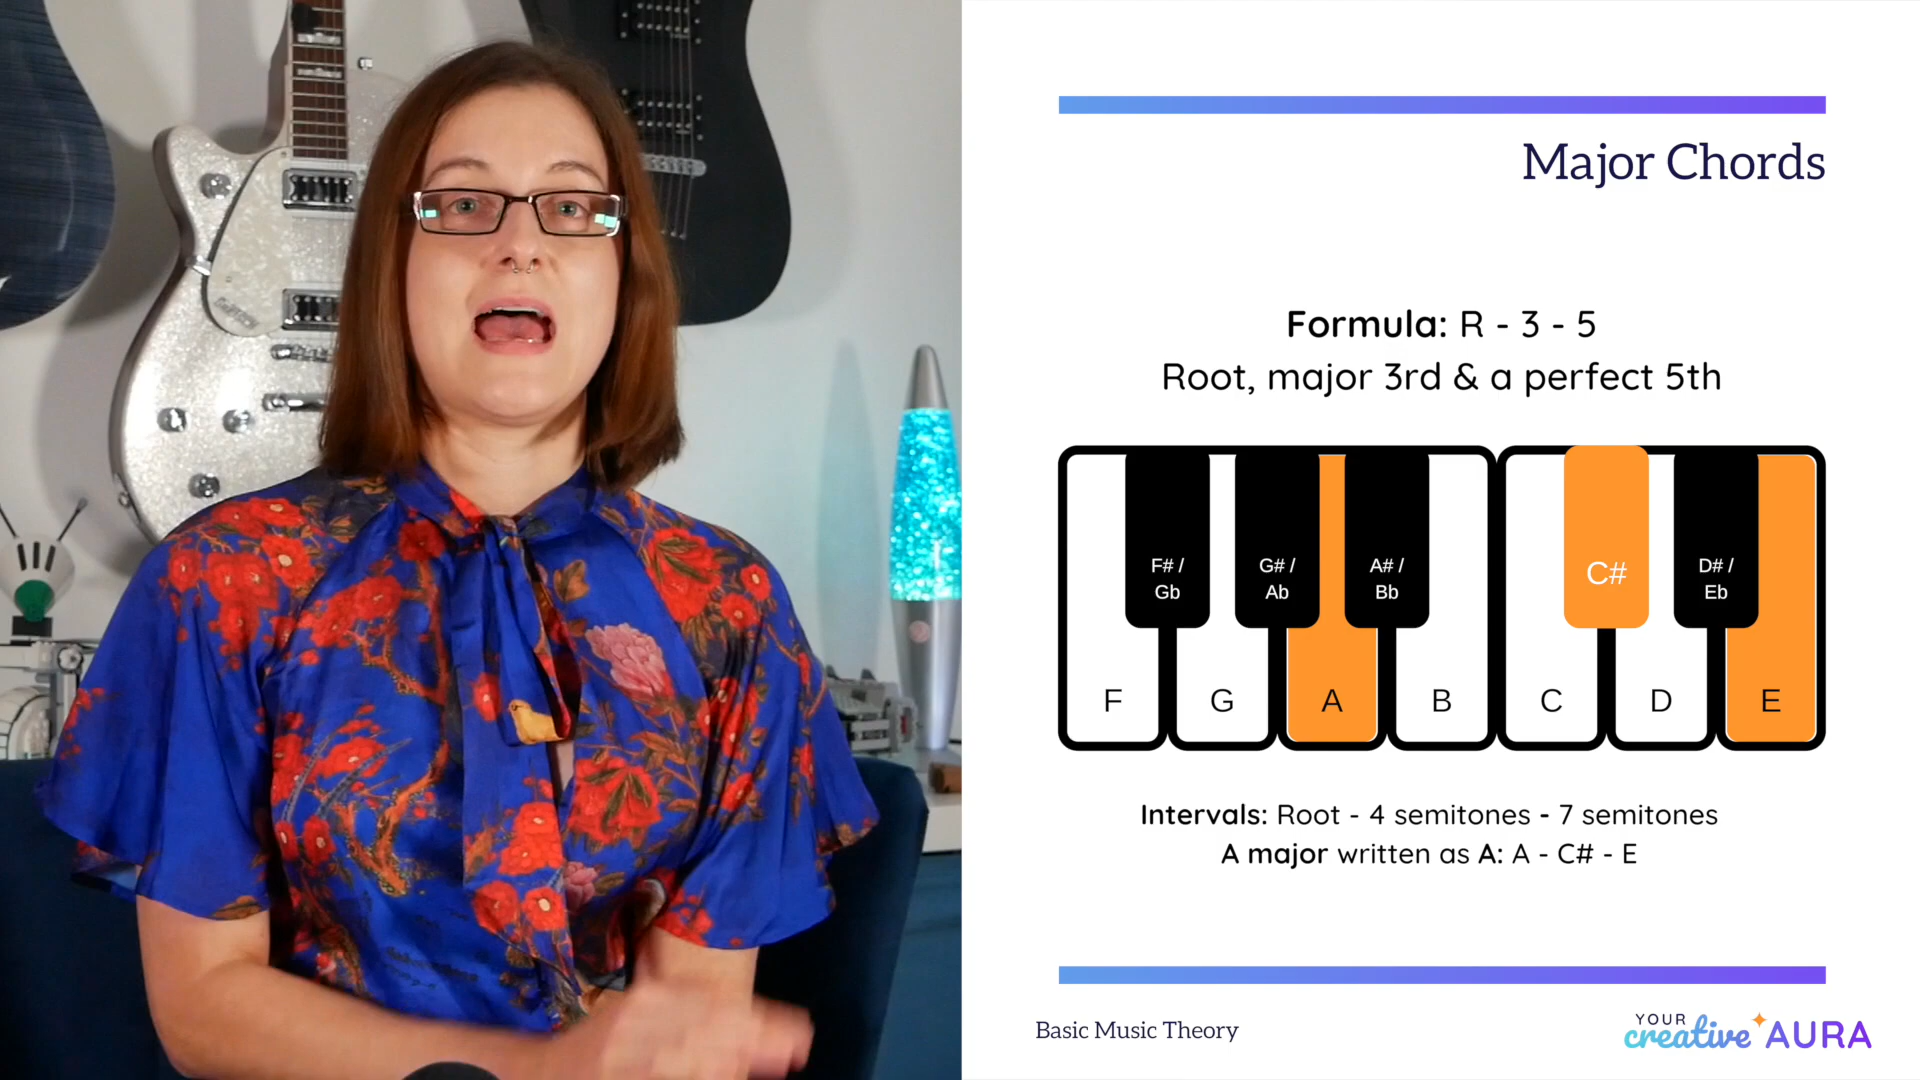 Major Chords
Formula: R - 3 - 5
Root, major 3rd & a perfect 5th
F# /
Gb
G# /
Ab
A# /
Bb
C#
D# /
Eb
F
G
A
B
C
D
E
Intervals: Root - 4 semitones - 7 semitones
A major written as A: A - C# - E
Basic Music Theory
YOUR
creative AURA